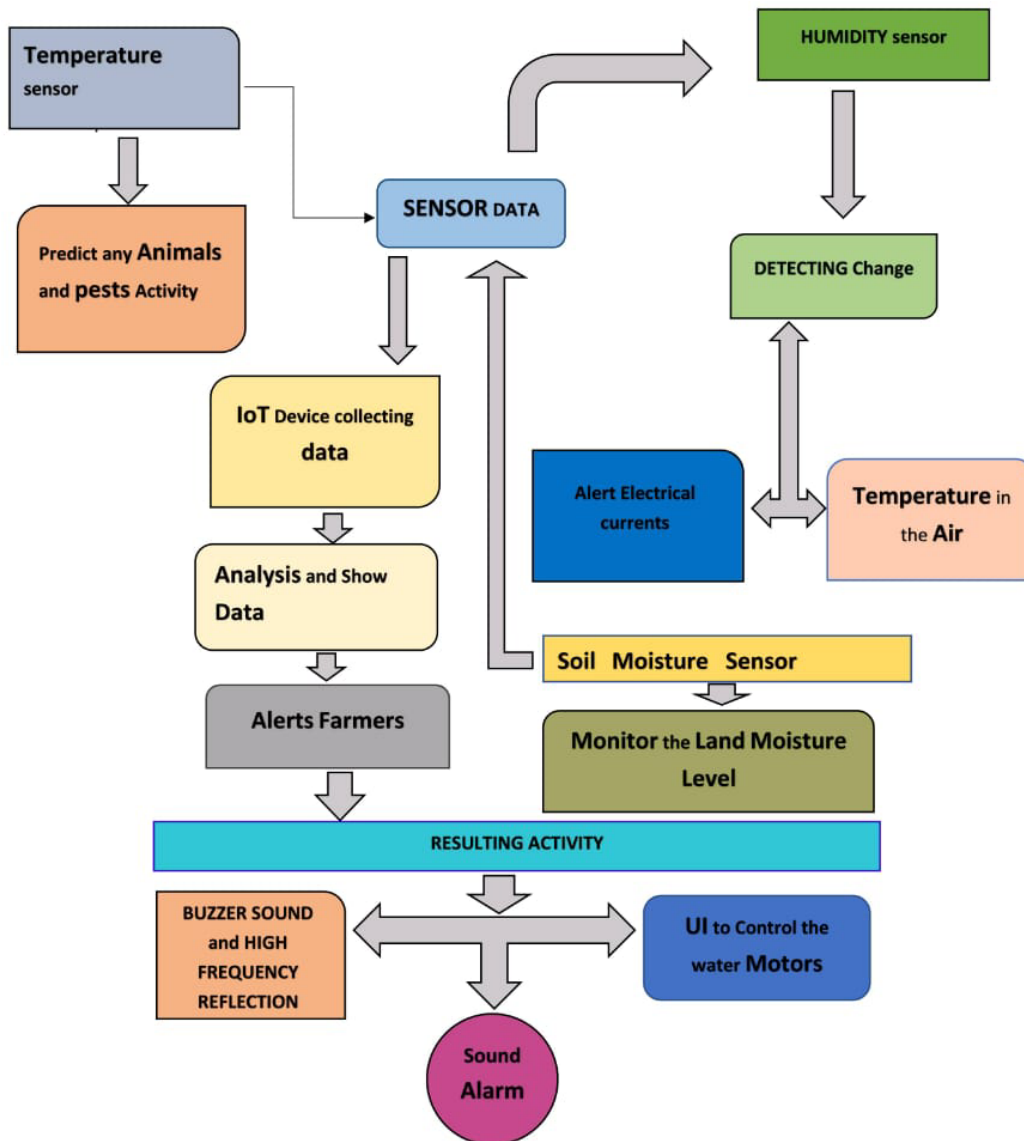 Temperature
sensor
HUMIDITY sensor
SENSOR DATA
Predict any Animals
and pests Activity
DETECTING Change
IoT Device collecting
data
Alert Electrical
currents
Temperature in
the Air
Analysis and Show
Data
Soil Moisture Sensor
Alerts Farmers
Monitor the Land Moisture
Level
RESULTING ACTIVITY
BUZZER SOUND
and HIGH
FREQUENCY
REFLECTION
UI to Control the
water Motors
Sound
Alarm